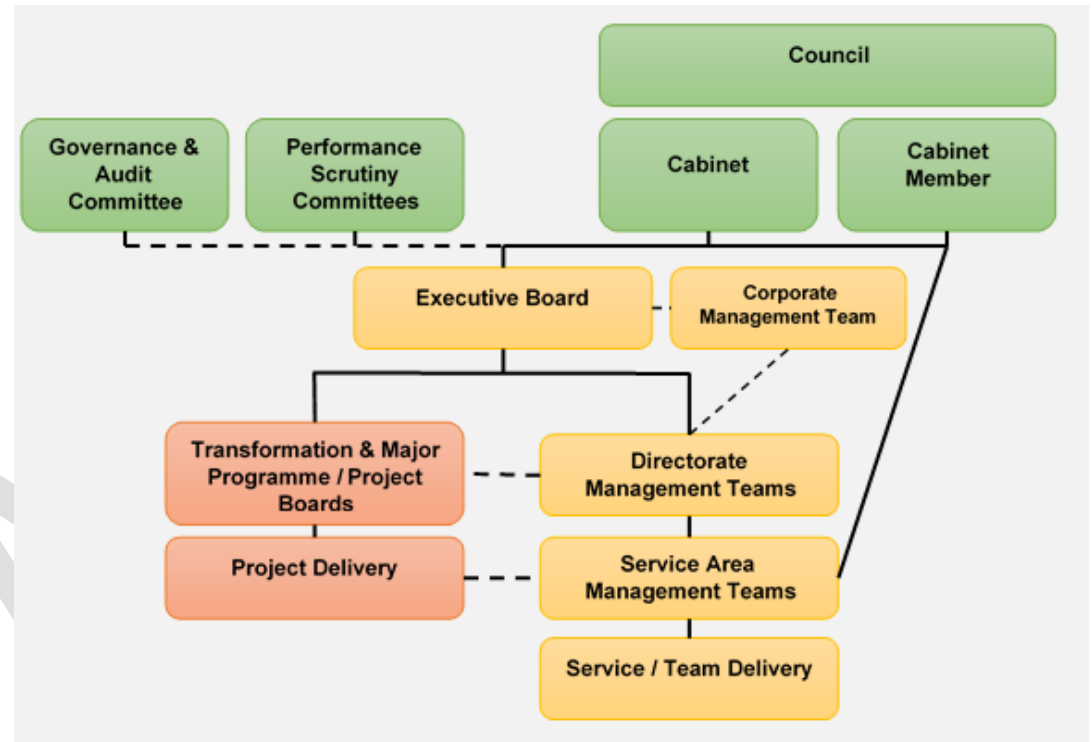 Council
Governance &
Audit
Committee
Performance
Scrutiny
Committees
Cabinet
Cabinet
Member
Executive Board
Corporate
Management Team
Transformation & Major
Programme / Project
Boards
Directorate
Management Teams
Project Delivery
Service Area
Management Teams
Service / Team Delivery